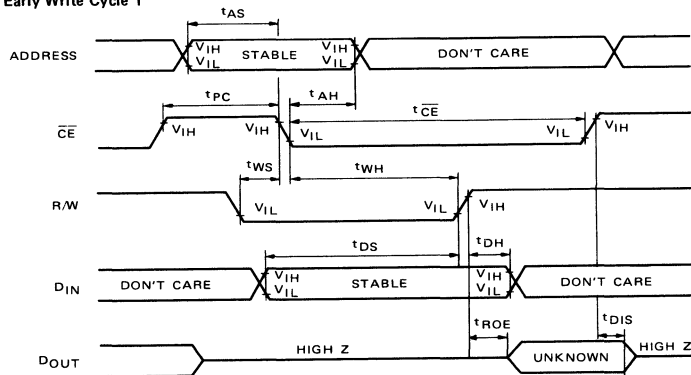 Early Write Cycle 1
tAS
ADDRESS
VIH
VIL
STABLE
VIH
VIL
DON'T CARE
tPC
tAH
tCE
CE
VIH
VIH
VIL
VIL
VIH
tWS
tWH
R/W
VIL
VIL
VIH
tDS
tDH
DIN
DON'T CARE
VIH
VIL
STABLE
VIH
VIL
DON'T CARE
tROE
tDIS
DOUT
HIGH Z
UNKNOWN
HIGH Z